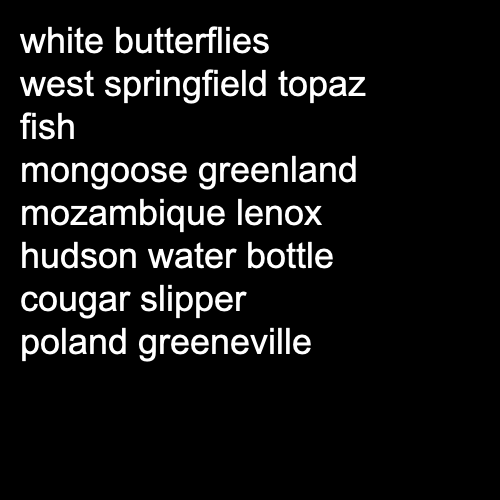 white butterflies
west springfield topaz
fish
mongoose greenland
mozambique lenox
hudson water bottle
cougar slipper
poland greeneville